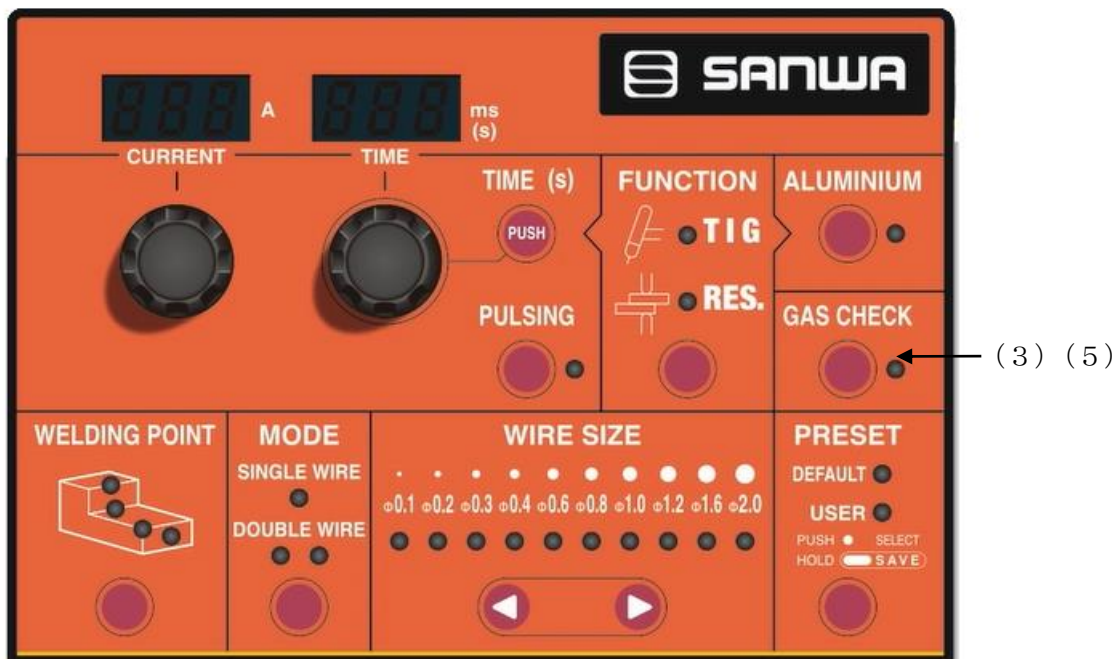 SANWA
888 A
888 ms
(s)
CURRENT
TIME
TIME (s)
PUSH
PULSING
FUNCTION
TIG
RES.
ALUMINIUM
GAS CHECK
(3)(5)
WELDING POINT
MODE
SINGLE WIRE
DOUBLE WIRE
WIRE SIZE
Φ0.1 Φ0.2 Φ0.3 Φ0.4 Φ0.6 Φ0.8 Φ1.0 Φ1.2 Φ1.6 Φ2.0
PRESET
DEFAULT
USER
PUSH SELECT
HOLD SAVE